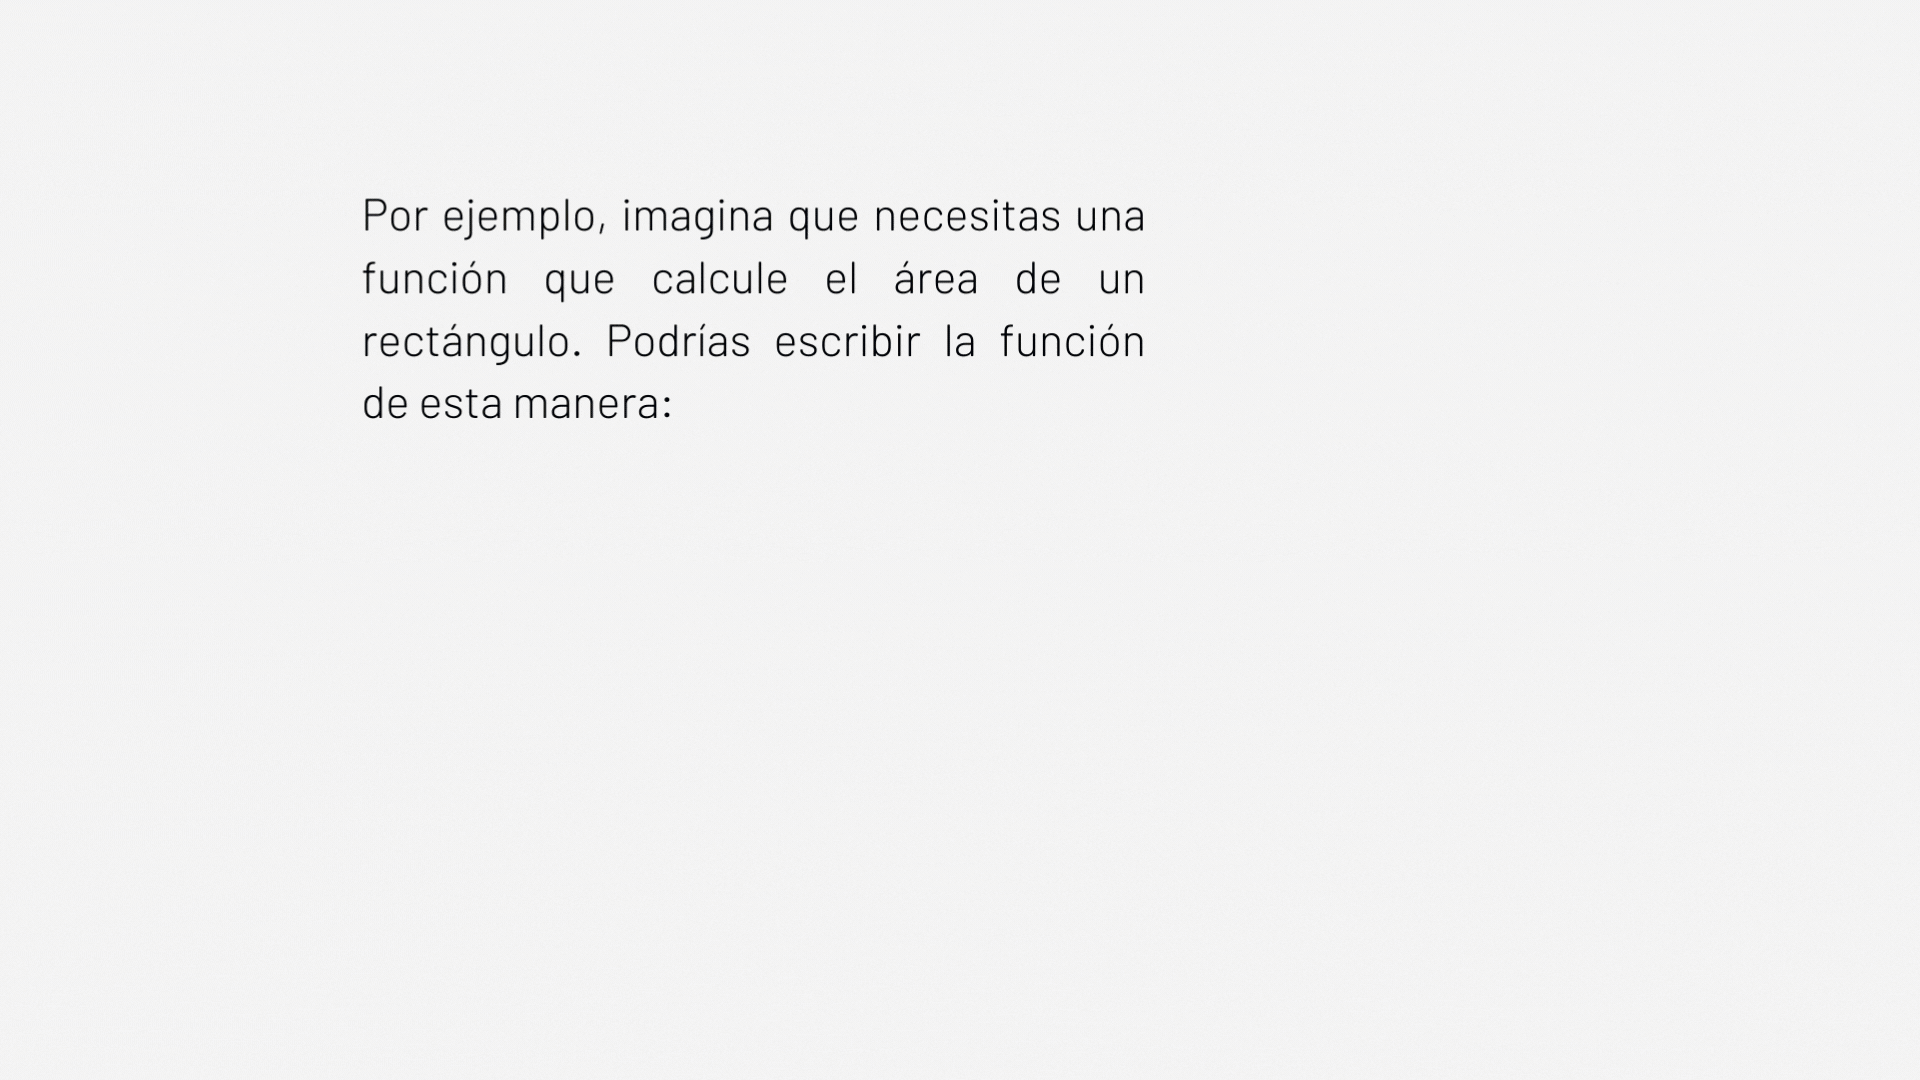 Por ejemplo, imagina que necesitas una
función que calcule el área de un
rectángulo. Podrías escribir la función
de esta manera: